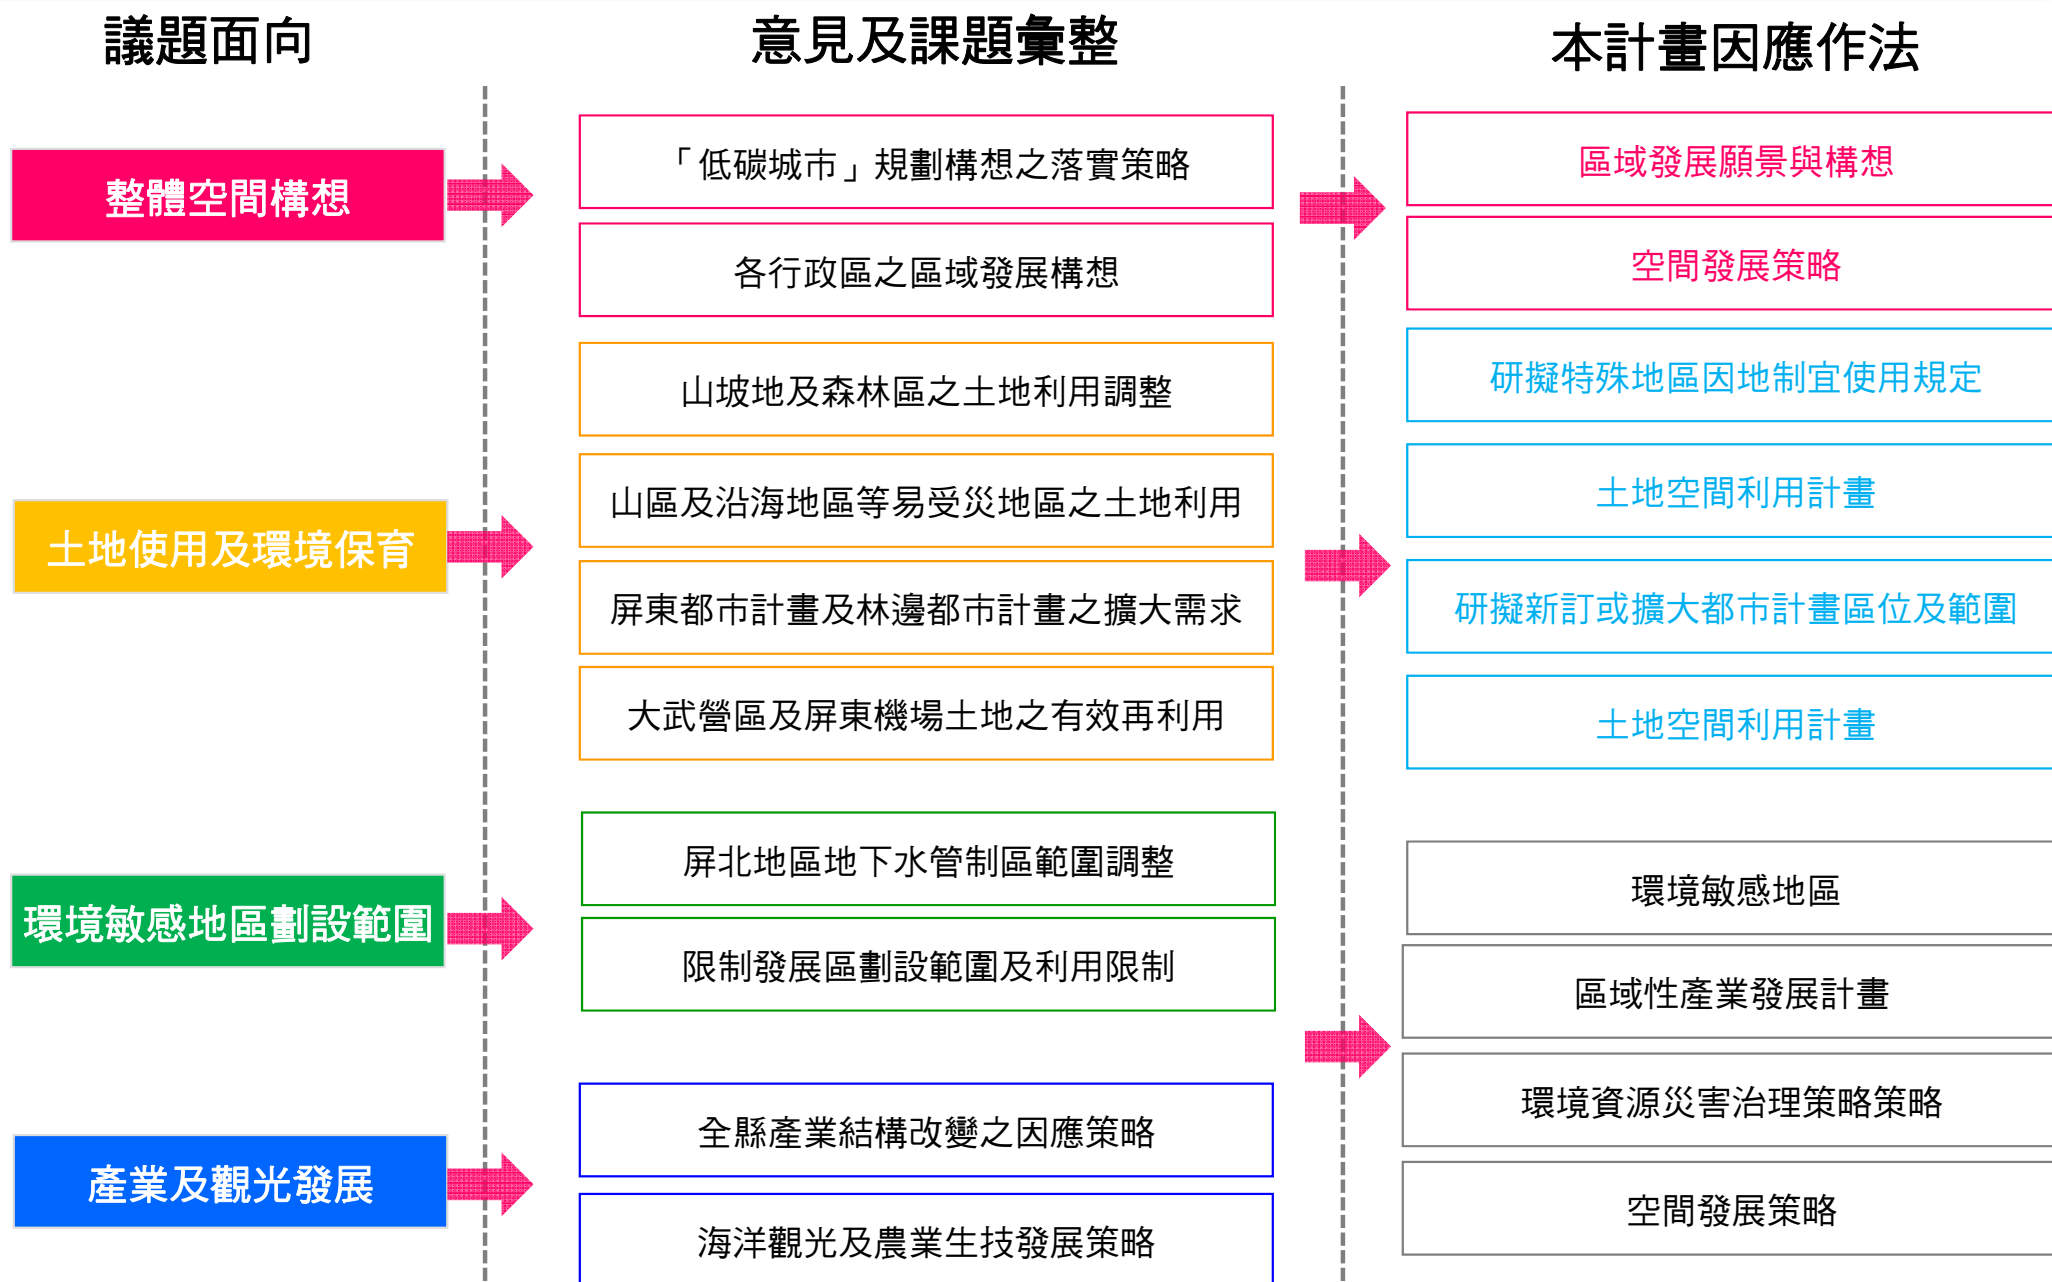 議題面向
意見及課題彙整
本計畫因應作法
整體空間構想
「低碳城市」規劃構想之落實策略
各行政區之區域發展構想
區域發展願景與構想
空間發展策略
土地使用及環境保育
山坡地及森林區之土地利用調整
山區及沿海地區等易受災地區之土地利用
屏東都市計畫及林邊都市計畫之擴大需求
大武營區及屏東機場土地之有效再利用
研擬特殊地區因地制宜使用規定
土地空間利用計畫
研擬新訂或擴大都市計畫區位及範圍
土地空間利用計畫
環境敏感地區劃設範圍
屏北地區地下水管制區範圍調整
限制發展區劃設範圍及利用限制
產業及觀光發展
全縣產業結構改變之因應策略
海洋觀光及農業生技發展策略
環境敏感地區
區域性產業發展計畫
環境資源災害治理策略策略
空間發展策略